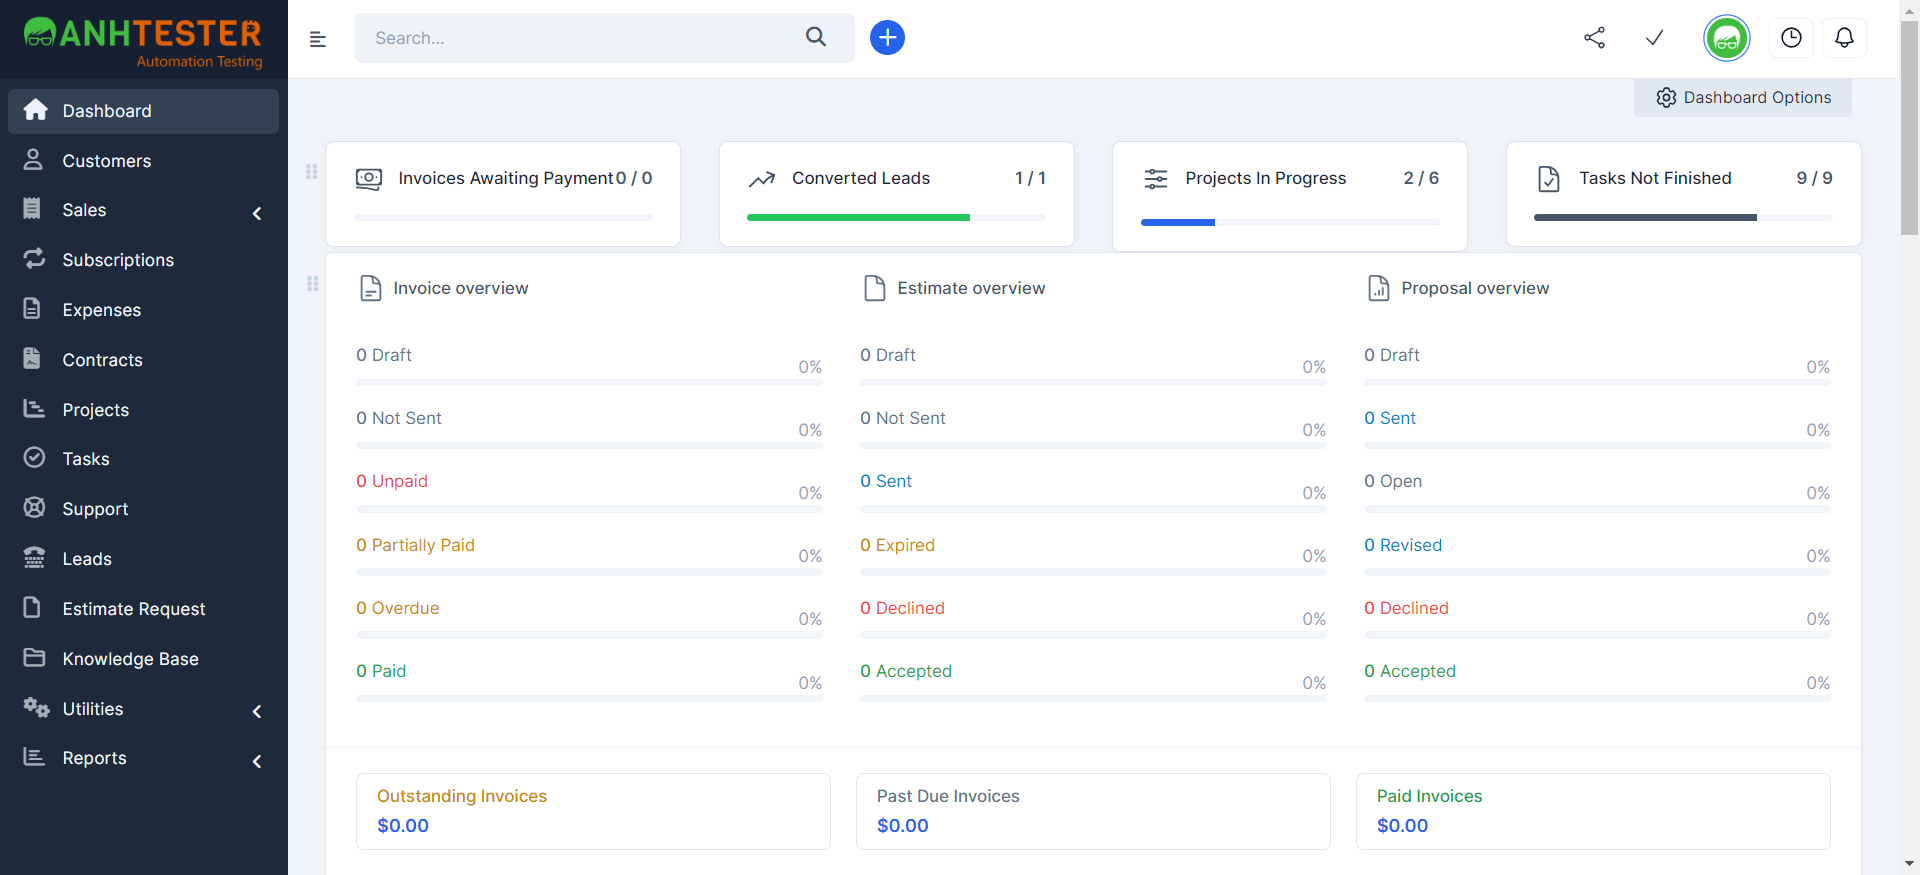 ANHTESTER
Automation Testing
Search...
Dashboard Options
Dashboard
Customers
Sales
Subscriptions
Expenses
Contracts
Projects
Tasks
Support
Leads
Estimate Request
Knowledge Base
Utilities
Reports
Invoices Awaiting Payment 0 / 0
Converted Leads 1 / 1
Projects In Progress 2 / 6
Tasks Not Finished 9 / 9
Invoice overview
0 Draft 0%
0 Not Sent 0%
0 Unpaid 0%
0 Partially Paid 0%
0 Overdue 0%
0 Paid 0%
Estimate overview
0 Draft 0%
0 Not Sent 0%
0 Sent 0%
0 Expired 0%
0 Declined 0%
0 Accepted 0%
Proposal overview
0 Draft 0%
0 Sent 0%
0 Open 0%
0 Revised 0%
0 Declined 0%
0 Accepted 0%
Outstanding Invoices
$0.00
Past Due Invoices
$0.00
Paid Invoices
$0.00